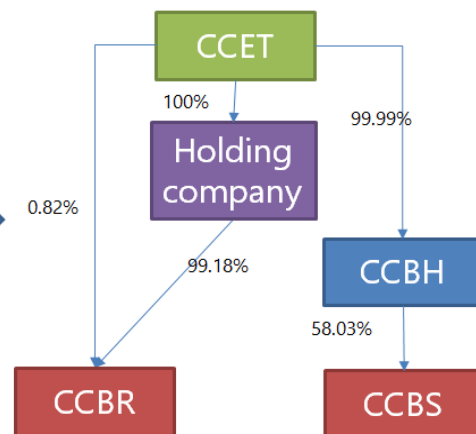 CCET
100%
99.99%
Holding
company
0.82%
99.18%
CCBH
58.03%
CCBR
CCBS